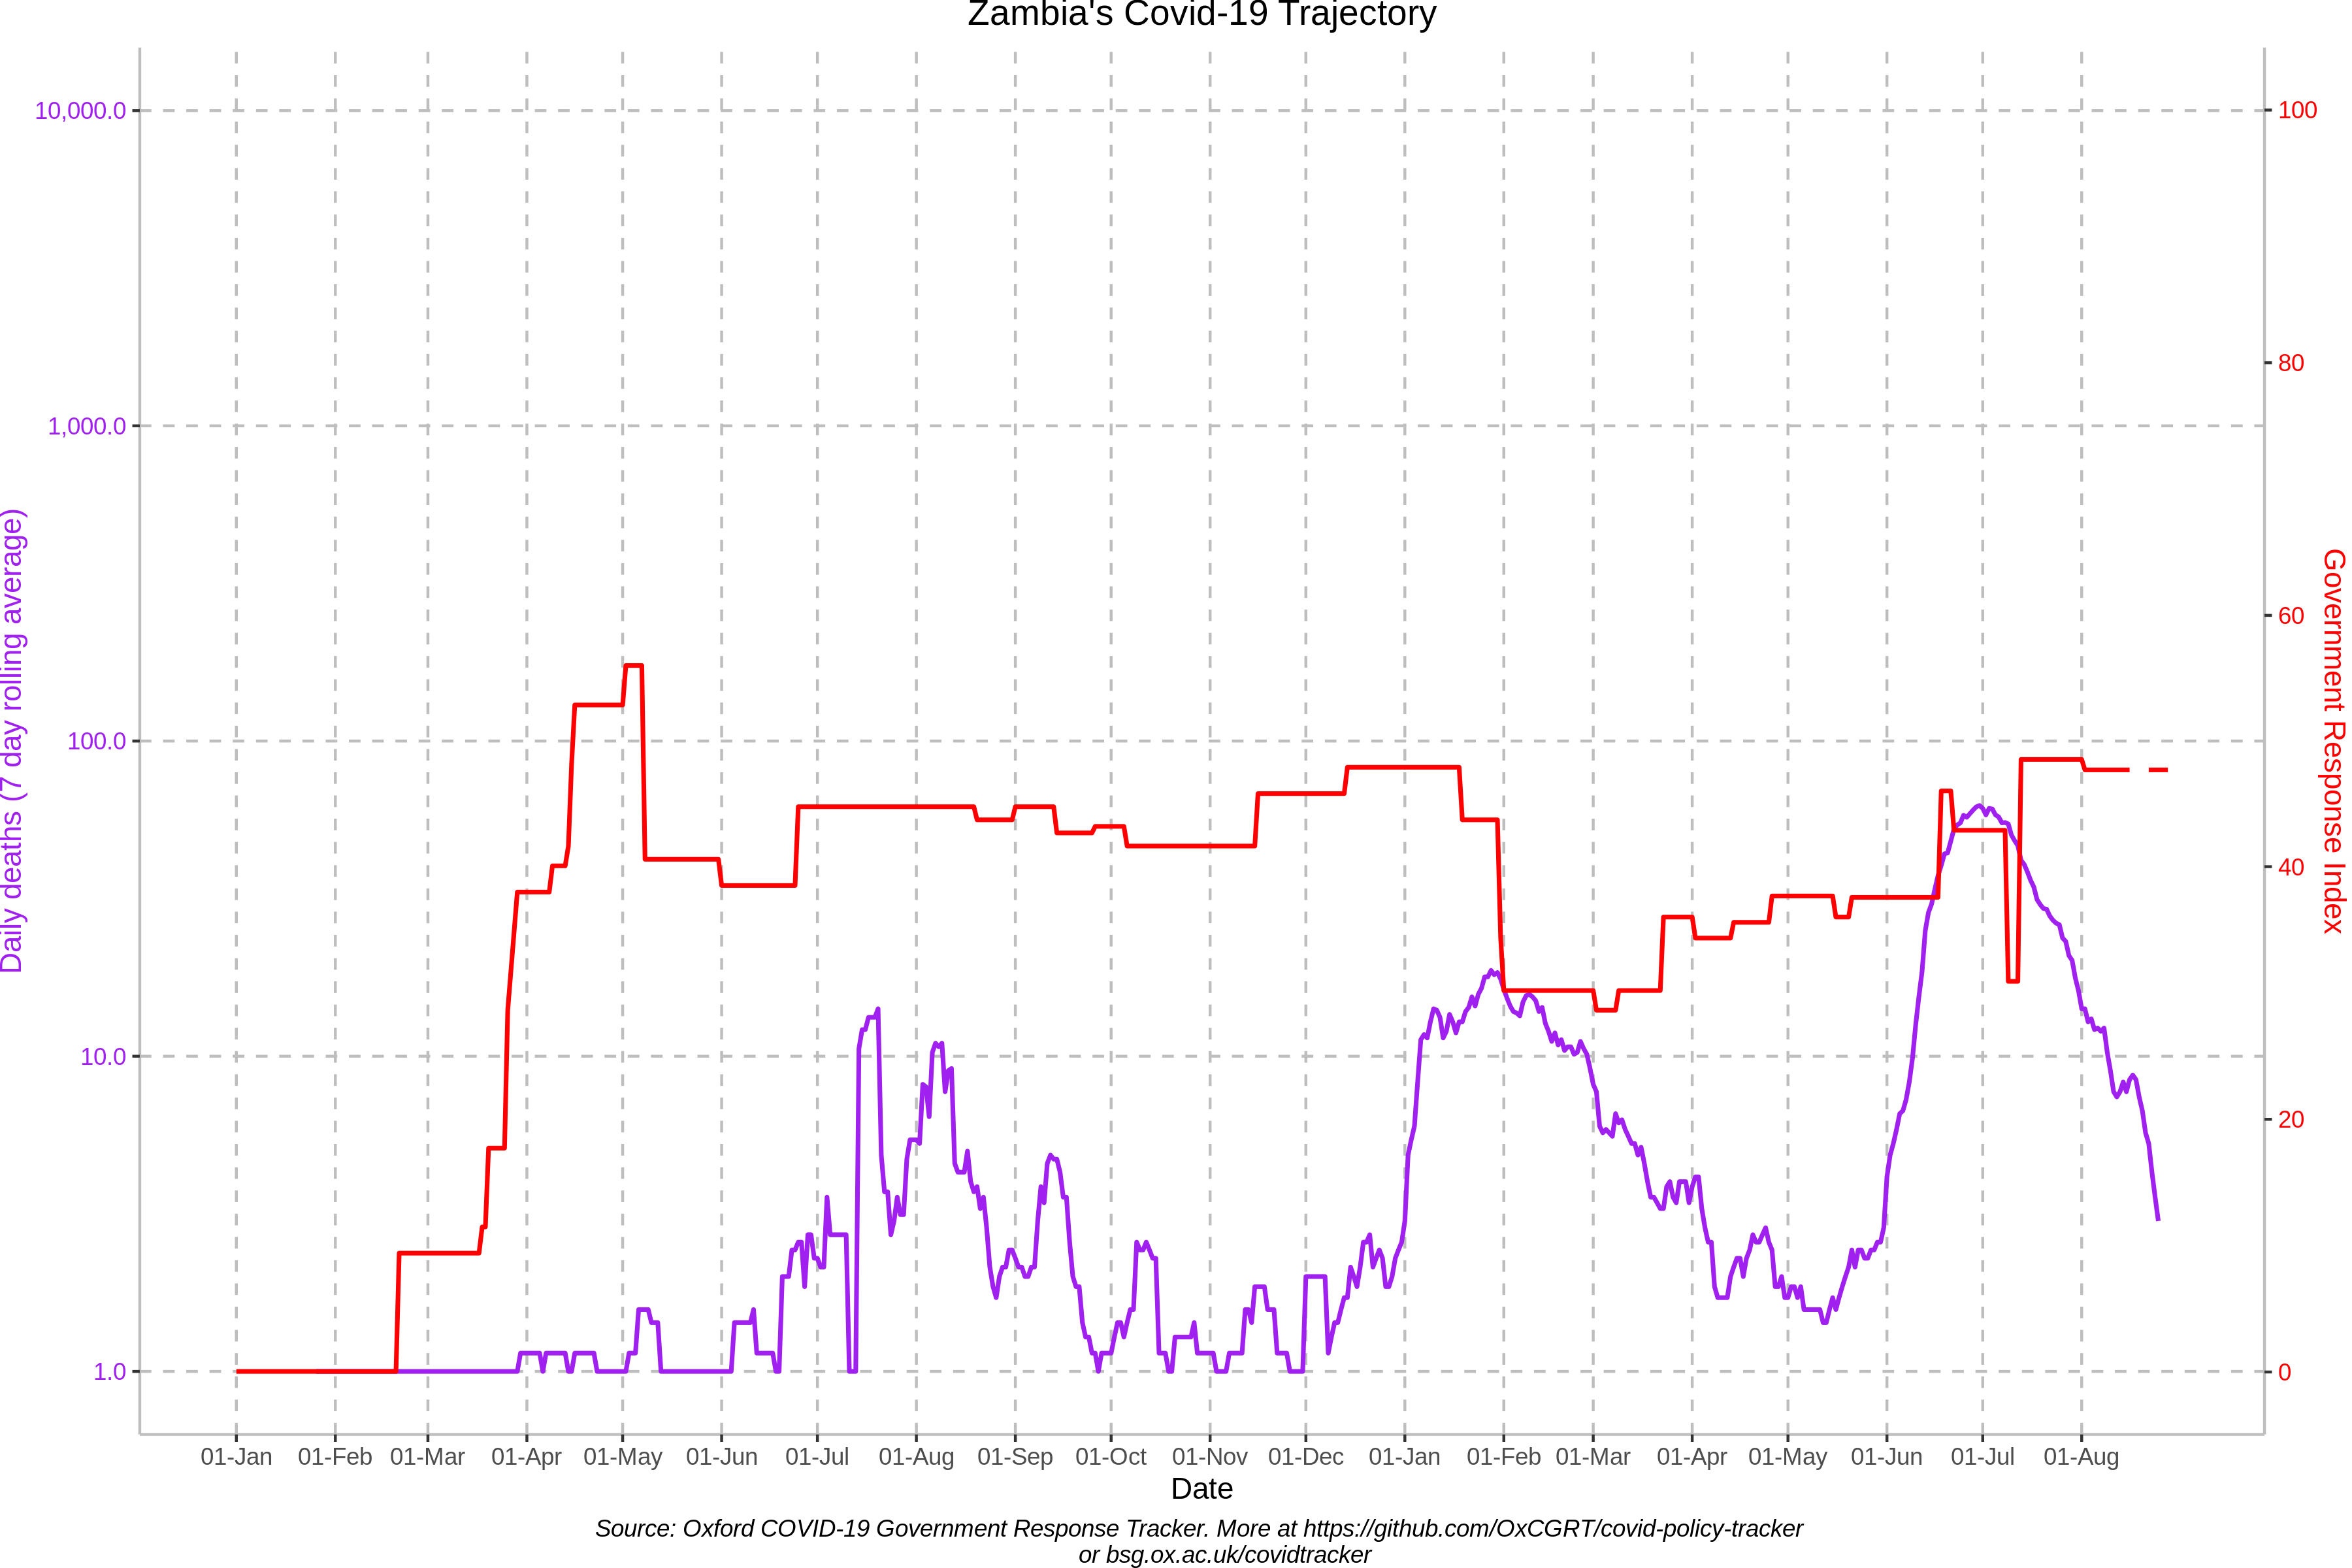 Zambia's Covid-19 Trajectory
10,000.0
1,000.0
100.0
10.0
1.0
Daily deaths (7 day rolling average)
100
80
60
40
20
0
Government Response Index
01-Jan 01-Feb 01-Mar 01-Apr 01-May 01-Jun 01-Jul 01-Aug 01-Sep 01-Oct 01-Nov 01-Dec 01-Jan 01-Feb 01-Mar 01-Apr 01-May 01-Jun 01-Jul 01-Aug
Date
Source: Oxford COVID-19 Government Response Tracker. More at https://github.com/OxCGRT/covid-policy-tracker
or bsg.ox.ac.uk/covidtracker